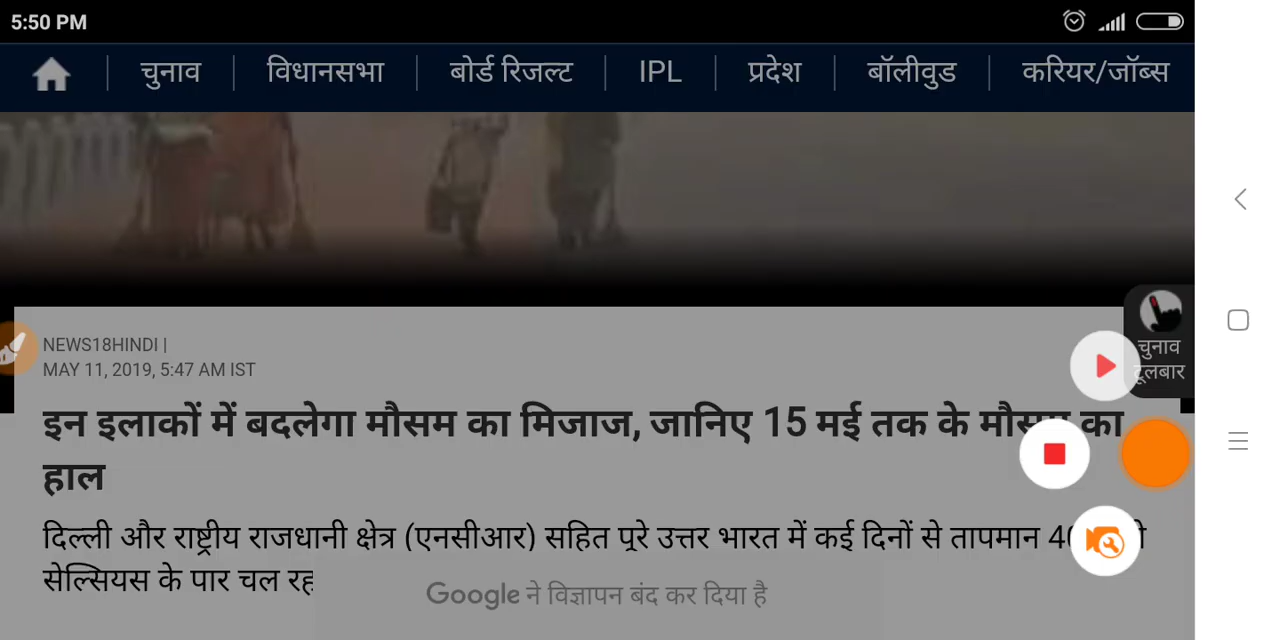 5:50 PM
चुनाव विधानसभा बोर्ड रिजल्ट IPL प्रदेश बॉलीवुड करियर/जॉब्स
NEWS18HINDI |
MAY 11, 2019, 5:47 AM IST
चुनाव
टूलबार
इन इलाकों में बदलेगा मौसम का मिजाज, जानिए 15 मई तक के मौसम का
हाल
दिल्ली और राष्ट्रीय राजधानी क्षेत्र (एनसीआर) सहित पूरे उत्तर भारत में कई दिनों से तापमान
सेल्सियस के पार चल
Google ने विज्ञापन बंद कर दिया है